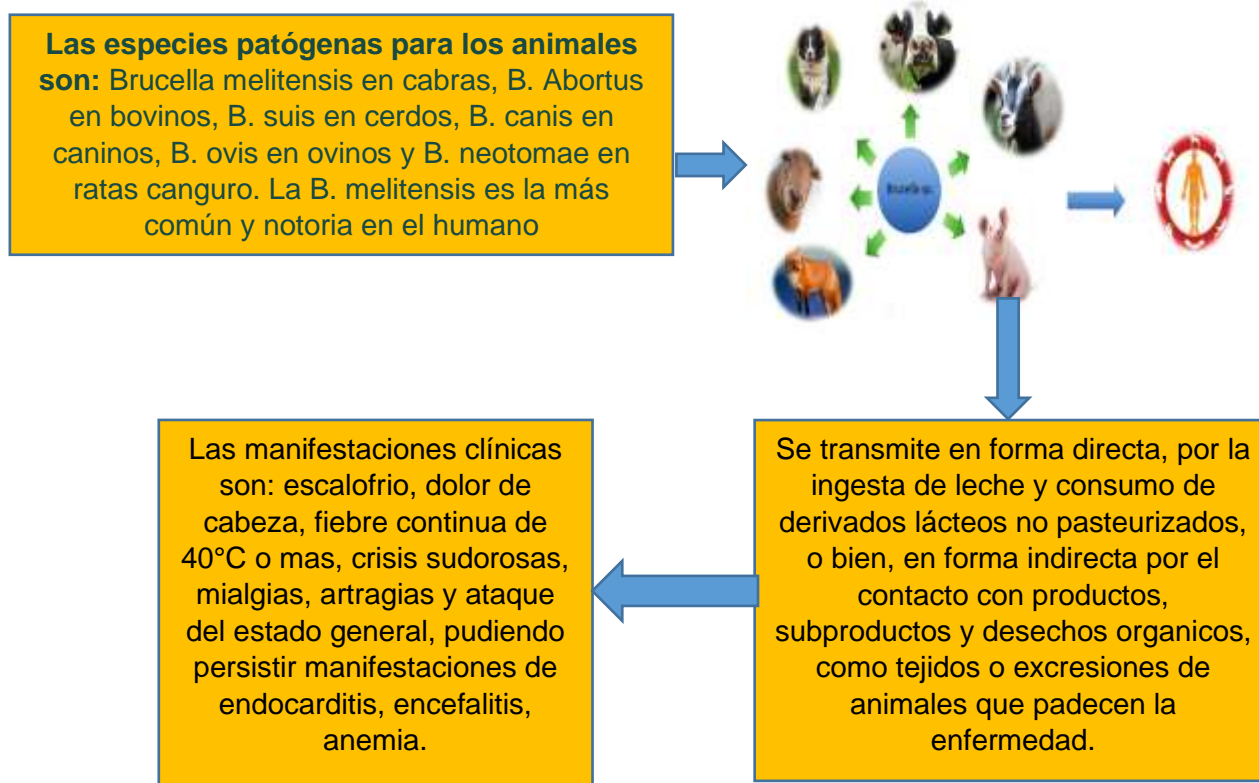 Las especies patógenas para los animales
son: Brucella melitensis en cabras, B. Abortus
en bovinos, B. suis en cerdos, B. canis en
caninos, B. ovis en ovinos y B. neotomae en
ratas canguro. La B. melitensis es la más
común y notoria en el humano
Brucella sp.
Se transmite en forma directa, por la
ingesta de leche y consumo de
derivados lácteos no pasteurizados,
o bien, en forma indirecta por el
contacto con productos,
subproductos y desechos organicos,
como tejidos o excresiones de
animales que padecen la
enfermedad.
Las manifestaciones clínicas
son: escalofrio, dolor de
cabeza, fiebre continua de
40°C o mas, crisis sudorosas,
mialgias, artragias y ataque
del estado general, pudiendo
persistir manifestaciones de
endocarditis, encefalitis,
anemia.